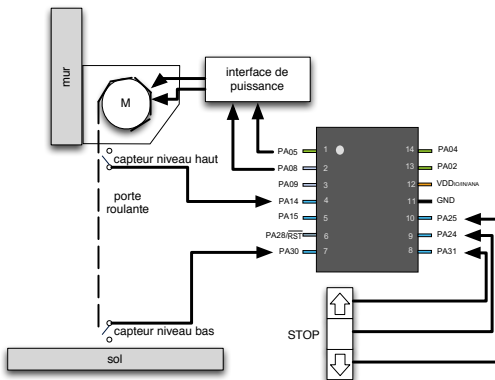 mur
M
interface de
puissance
capteur niveau haut
porte
roulante
capteur niveau bas
sol
PA05 1 14 PA04
PA08 2 13 PA02
PA09 3 12 VDDIO/IN/ANA
PA14 4 11 GND
PA15 5 10 PA25
PA28/RST 6 9 PA24
PA30 7 8 PA31
STOP